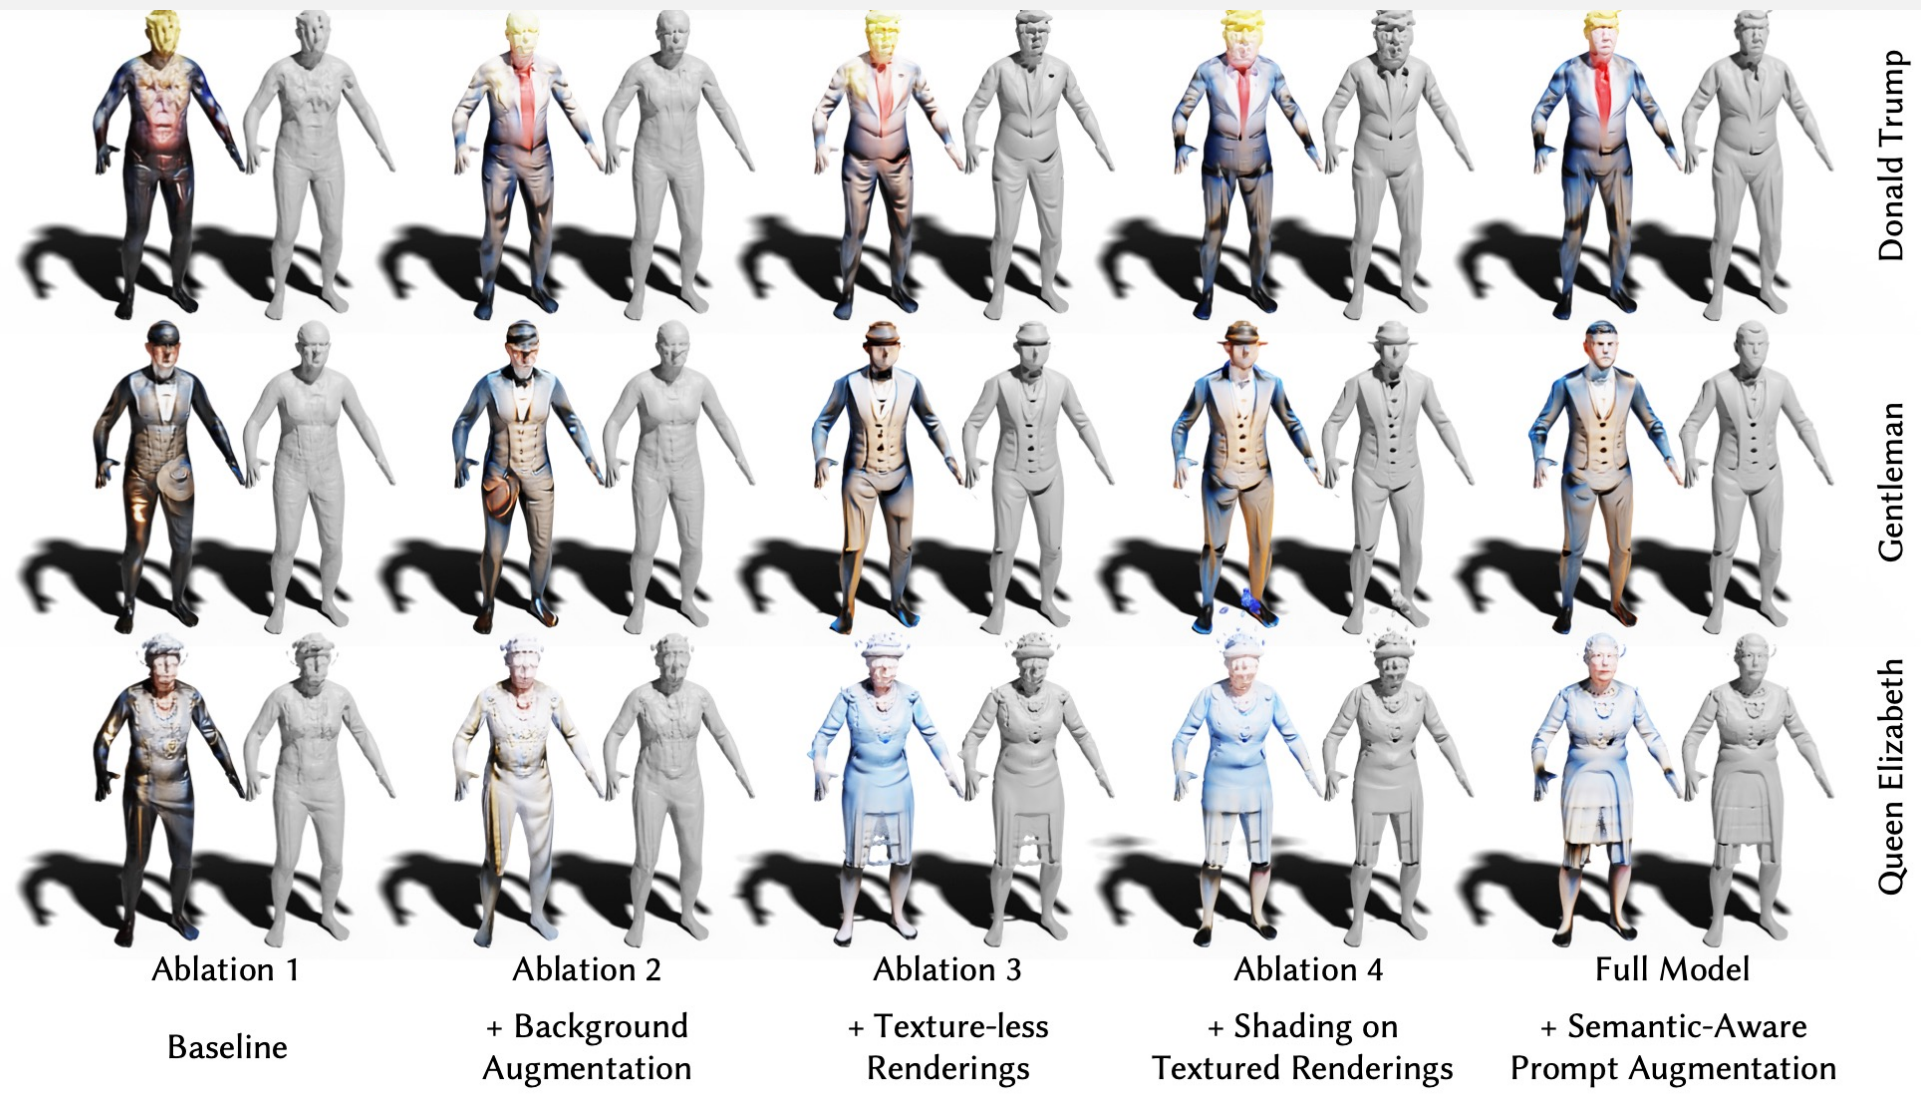 Donald Trump
Gentleman
Queen Elizabeth
Ablation 1
Ablation 2
Ablation 3
Ablation 4
Full Model
Baseline
+ Background
Augmentation
+ Texture-less
Renderings
+ Shading on
Textured Renderings
+ Semantic-Aware
Prompt Augmentation